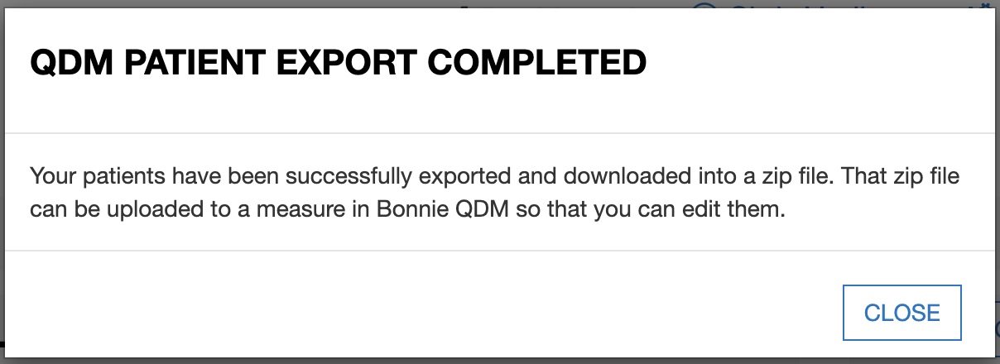 QDM PATIENT EXPORT COMPLETED
Your patients have been successfully exported and downloaded into a zip file. That zip file
can be uploaded to a measure in Bonnie QDM so that you can edit them.
CLOSE